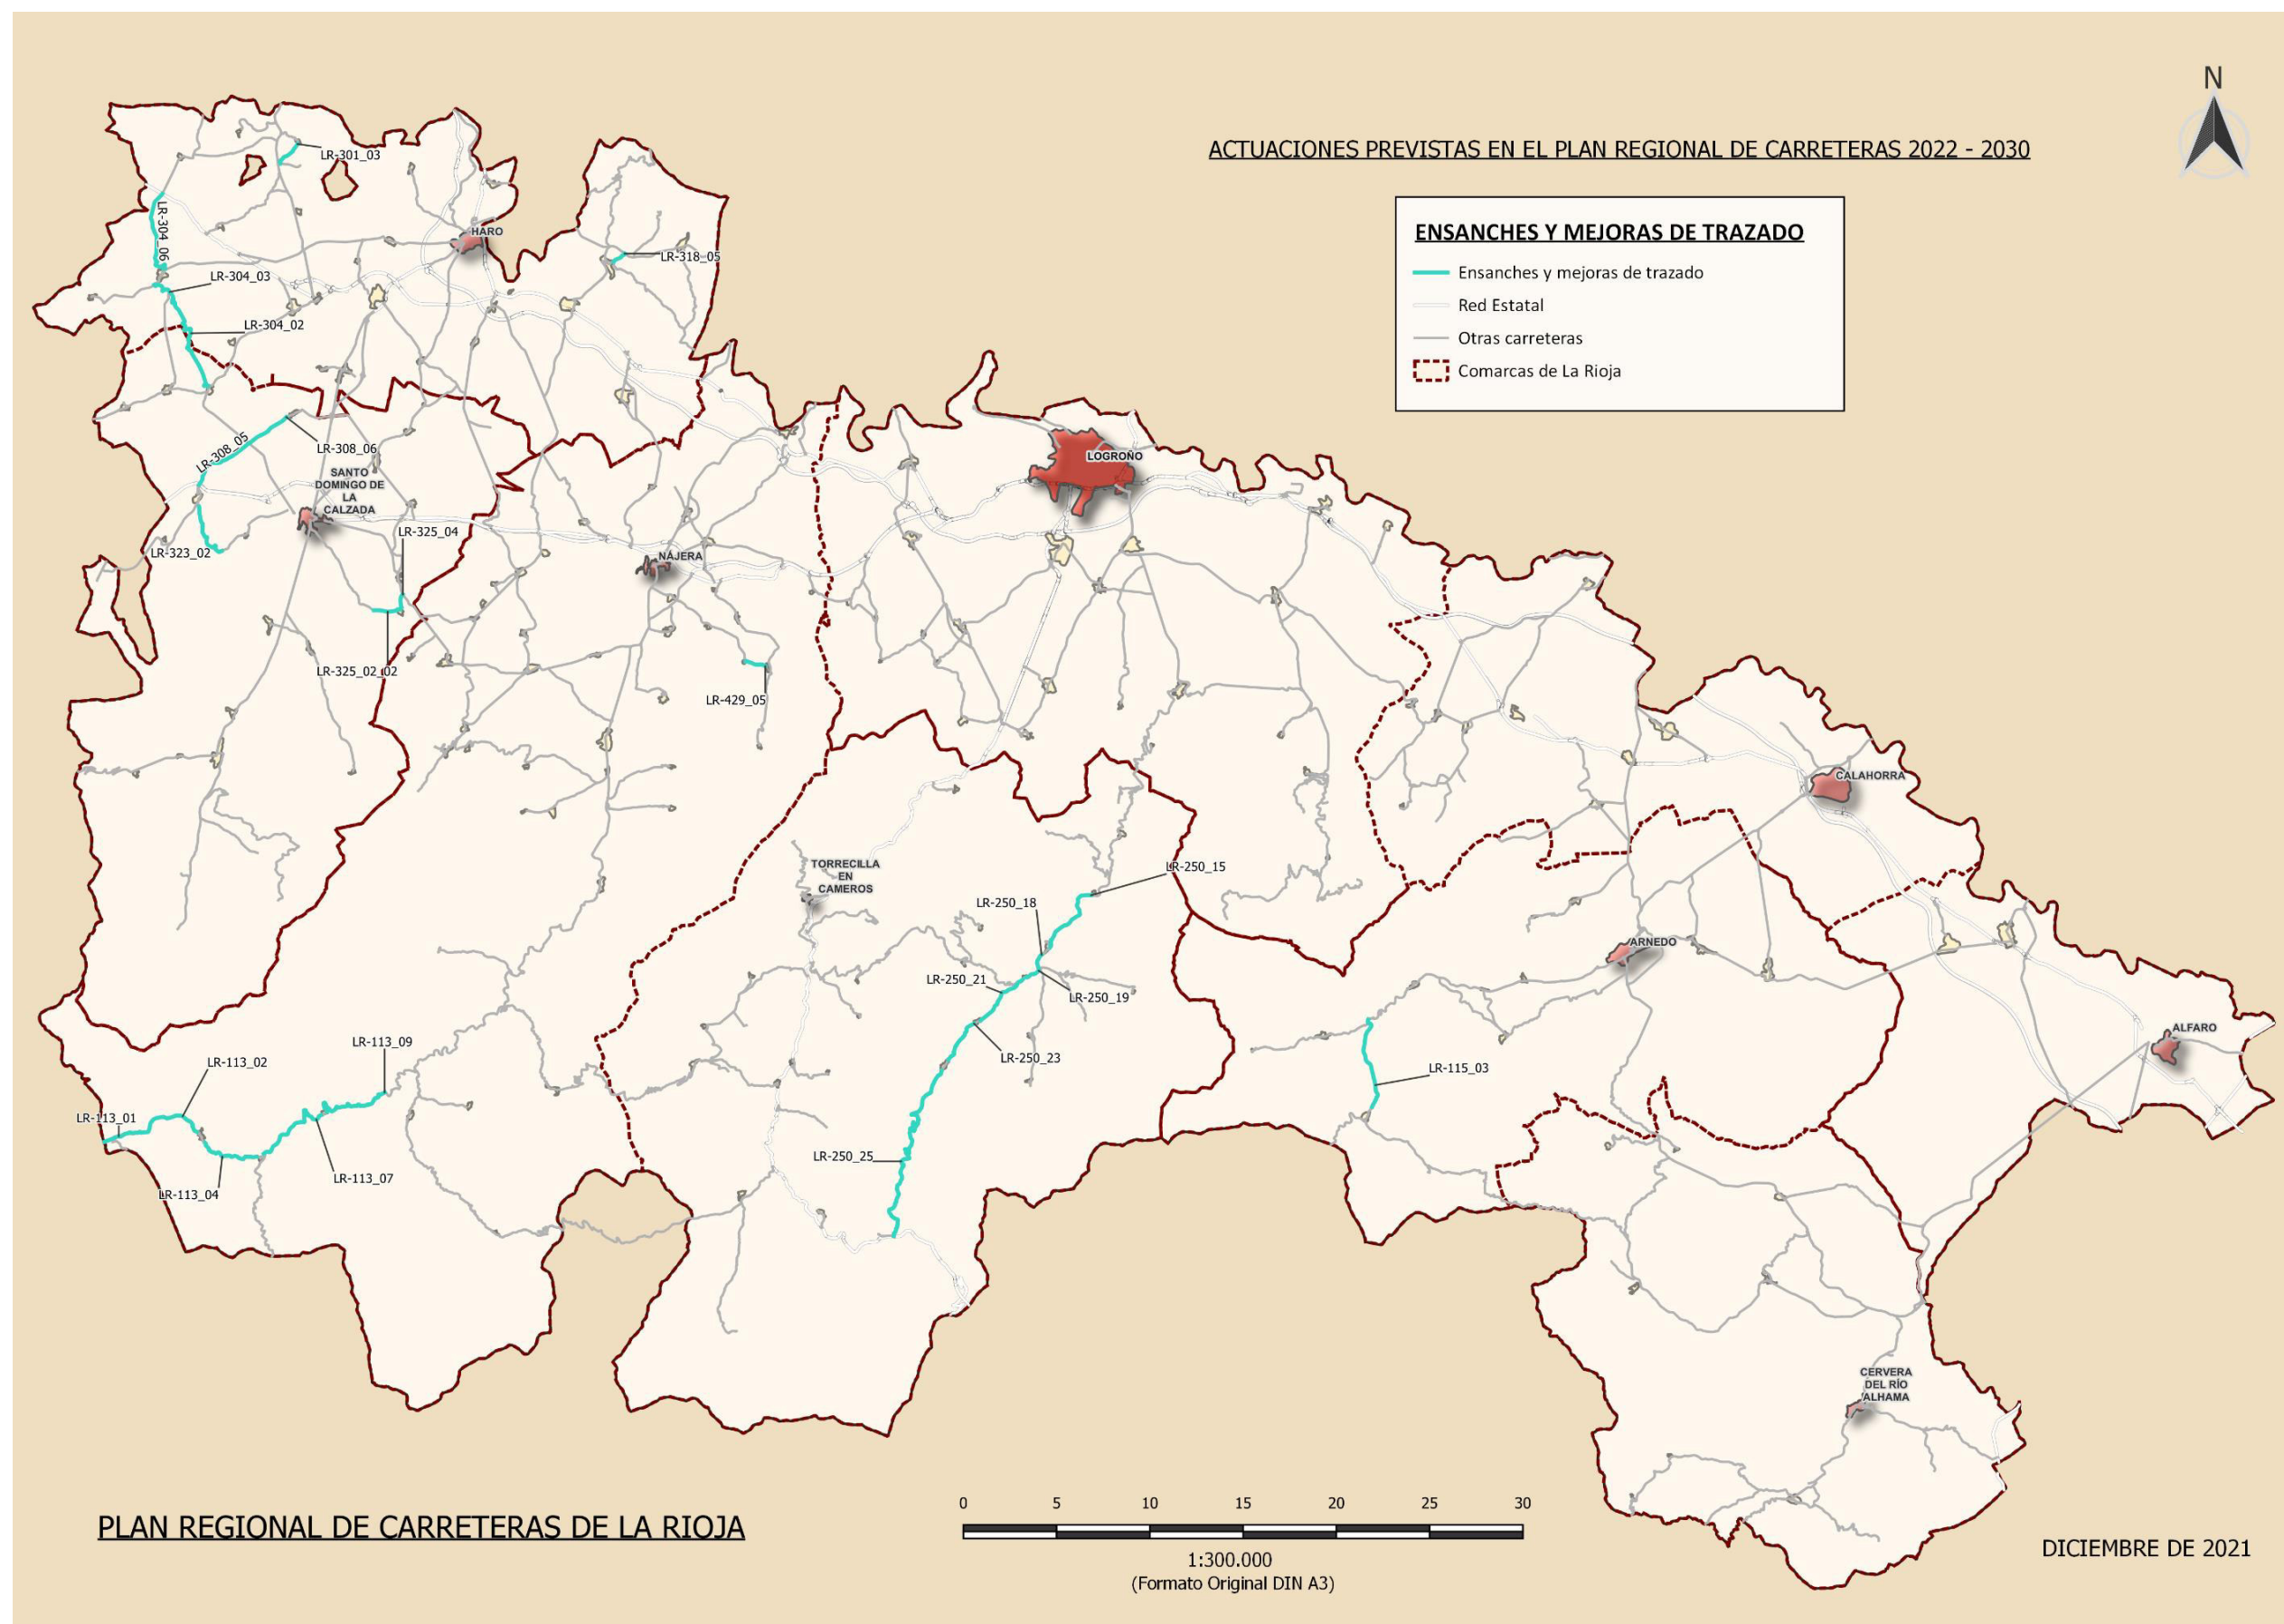 N
ACTUACIONES PREVISTAS EN EL PLAN REGIONAL DE CARRETERAS 2022 - 2030
ENSANCHES Y MEJORAS DE TRAZADO
Ensanches y mejoras de trazado
Red Estatal
Otras carreteras
Comarcas de La Rioja
LR-301_03
LR-304_06
HARO
LR-318_05
LR-304_03
LR-304_02
LR-308_05
LR-308_06
SANTO
DOMINGO DE
LA
CALZADA
LOGROÑO
LR-325_04
LR-323_02
NÁJERA
LR-325_02_02
LR-429_05
CALAHORRA
TORRECILLA
EN
CAMEROS
LR-250_15
LR-250_18
ARNEDO
LR-250_21
LR-250_19
ALFARO
LR-113_09
LR-250_23
LR-113_02
LR-115_03
LR-113_01
LR-250_25
LR-113_07
LR-113_04
CERVERA
DEL RÍO
ALHAMA
0 5 10 15 20 25 30
1:300.000
(Formato Original DIN A3)
PLAN REGIONAL DE CARRETERAS DE LA RIOJA
DICIEMBRE DE 2021